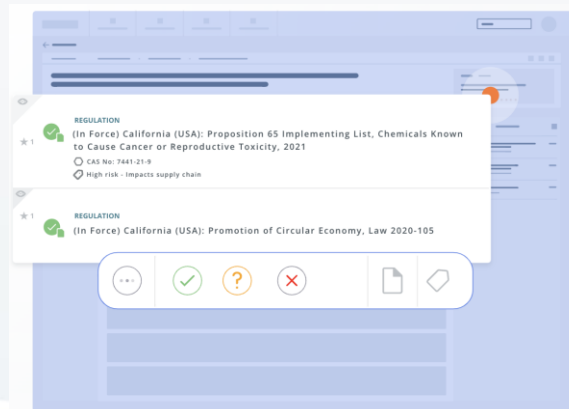 REGULATION
(In Force) California (USA): Proposition 65 Implementing List, Chemicals Known
to Cause Cancer or Reproductive Toxicity, 2021
★ 1
CAS No: 7441-21-9
High risk - Impacts supply chain
★ 1
REGULATION
(In Force) California (USA): Promotion of Circular Economy, Law 2020-105
?